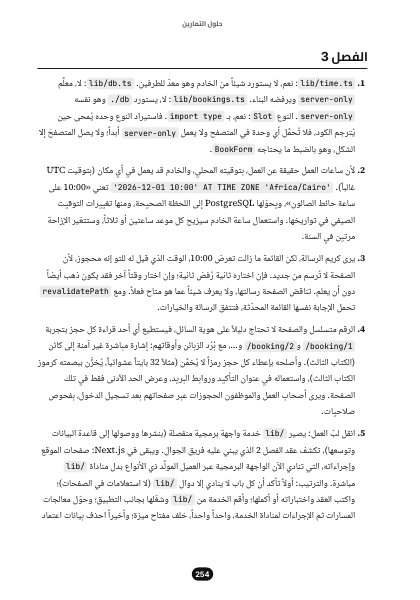 حلول التمارين
الفصل 3
1. lib/time.ts : نعم، لا يستورد شيئاً من الخادم وهو معدّ للطرفين. lib/db.ts : لا، معلَّم
server-only ويرفضه البناء. lib/bookings.ts : لا، يستورد ./db وهو نفسه
server-only . النوع Slot : نعم، بـ import type . فاستيراد النوع وحده يُمحى حين
يُترجم الكود، فلا تُحمَّل أي وحدة في المتصفح ولا يعمل server-only أبداً؛ ولا يصل المتصفحَ إلا
الشكل، وهو بالضبط ما يحتاجه BookForm .
2. لأن ساعات العمل حقيقة عن العمل، بتوقيته المحلي، والخادم قد يعمل في أي مكان (بتوقيت UTC
غالباً). '2026-12-01 10:00' AT TIME ZONE 'Africa/Cairo' تعني «10:00 على
ساعة حائط الصالون»، ويحوّلها PostgreSQL إلى اللحظة الصحيحة، ومنها تغييرات التوقيت
الصيفي في تواريخها. واستعمال ساعة الخادم سيزيح كل موعد ساعتين أو ثلاثاً، وستتغير الإزاحة
مرتين في السنة.
3. يرى كريم الرسالة، لكن القائمة ما زالت تعرض 10:00، الوقت الذي قيل له للتو إنه محجوز، لأن
الصفحة لا تُرسم من جديد. فإن اختاره ثانية رُفض ثانية؛ وإن اختار وقتاً آخر فقد يكون ذهب أيضاً
دون أن يعلم. تناقض الصفحة رسالتها، ولا يعرف شيئاً عما هو متاح فعلاً. ومع revalidatePath
تحمل الإجابة نفسها القائمة المحدَّثة، فتتفق الرسالة والخيارات.
4. الرقم متسلسل والصفحة لا تحتاج دليلاً على هوية السائل، فيستطيع أي أحد قراءة كل حجز بتجربة
/booking/1 و /booking/2 و…، مع بُرُد الزبائن وأوقاتهم: إشارة مباشرة غير آمنة إلى كائن
(الكتاب الثالث). وأصلحه بإعطاء كل حجز رمزاً لا يُخمَّن (مثلاً 32 بايتاً عشوائياً، يُخزَّن ببصمته كرموز
الكتاب الثالث)، واستعماله في عنوان التأكيد وروابط البريد، وعرض الحد الأدنى فقط في تلك
الصفحة. ويرى أصحاب العمل والموظفون الحجوزات عبر صفحاتهم بعد تسجيل الدخول، بفحوص
صلاحيات.
5. انقل لبّ العمل: يصير lib/ خدمة واجهة برمجية منفصلة (بنشرها ووصولها إلى قاعدة البيانات
وتوسعها)، تكشف عقد الفصل 2 الذي يبني عليه فريق الجوال. ويبقى في Next.js: صفحات الموقع
وإجراءاته، التي تنادي الآن الواجهة البرمجية عبر العميل المولَّد ذي الأنواع بدل مناداة lib/
مباشرة. والترتيب: أولاً تأكد أن كل باب لا ينادي إلا دوال lib/ (لا استعلامات في الصفحات)؛
واكتب العقد واختباراته أو أكملها؛ وأقم الخدمة من lib/ وشغّلها بجانب التطبيق؛ وحوّل معالجات
المسارات ثم الإجراءات لمناداة الخدمة، واحداً واحداً، خلف مفتاح ميزة؛ وأخيراً احذف بيانات اعتماد
254